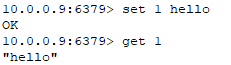 10.0.0.9:6379> set 1 hello
OK
10.0.0.9:6379> get 1
"hello"